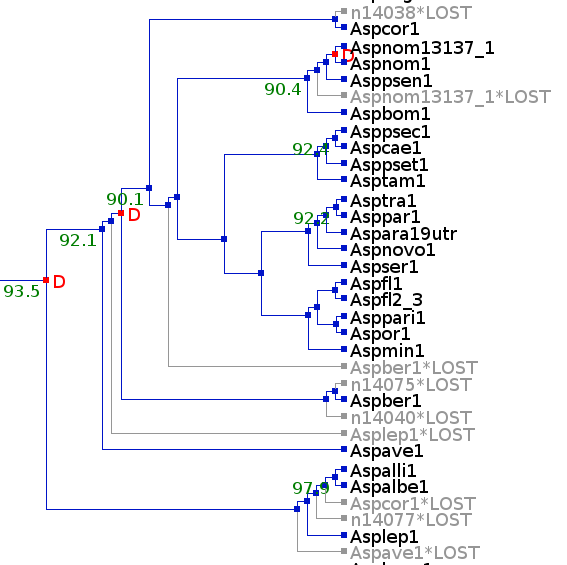 n14038*LOST
Aspcor1
Aspnom13137_1
D
Aspnom1
Asppsen1
90.4
Aspnom13137_1*LOST
Aspbom1
Asppsec1
Aspcae1
Asppset1
Asptam1
90.1
Asptra1
D
Asppar1
Aspara19utr
92.1
Aspnovo1
Aspser1
D
Aspfl1
93.5
Aspfl2_3
Asppari1
Aspor1
Aspmin1
Aspber1*LOST
n14075*LOST
Aspber1
n14040*LOST
Asplep1*LOST
Aspave1
Aspalli1
97.9
Aspalbe1
Aspcor1*LOST
n14077*LOST
Asplep1
Aspave1*LOST